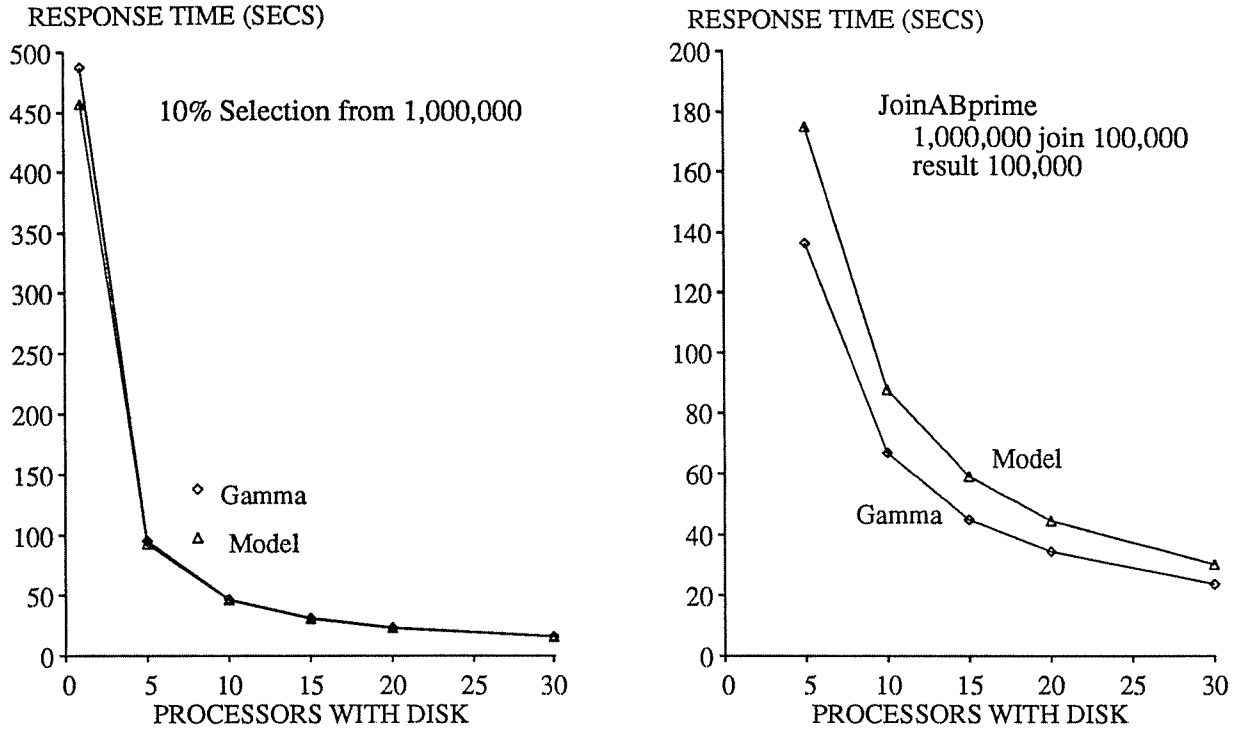 RESPONSE TIME (SECS)
500
450
400
350
300
250
200
150
100
50
0
10% Selection from 1,000,000
Gamma
Model
0 5 10 15 20 25 30
PROCESSORS WITH DISK
RESPONSE TIME (SECS)
200
180
160
140
120
100
80
60
40
20
0
JoinABprime
1,000,000 join 100,000
result 100,000
Model
Gamma
0 5 10 15 20 25 30
PROCESSORS WITH DISK